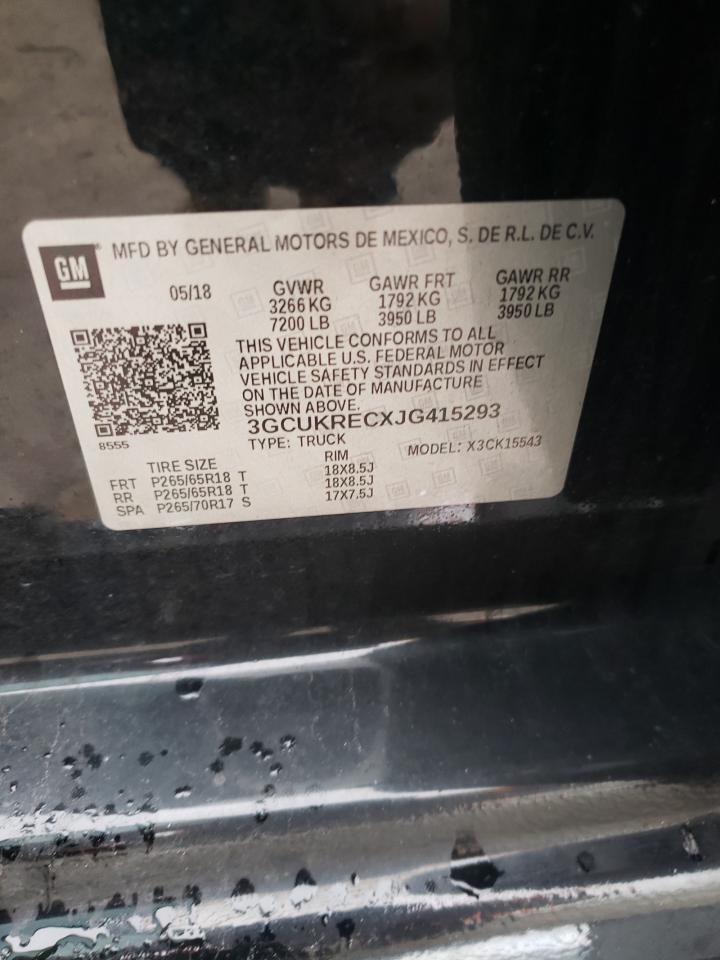 GM MFD BY GENERAL MOTORS DE MEXICO, S. DE R.L. DE C.V.
05/18 GVWR GAWR FRT GAWR RR
3266 KG 1792 KG 1792 KG
7200 LB 3950 LB 3950 LB
THIS VEHICLE CONFORMS TO ALL
APPLICABLE U.S. FEDERAL MOTOR
VEHICLE SAFETY STANDARDS IN EFFECT
ON THE DATE OF MANUFACTURE
SHOWN ABOVE.
3GCUKRECXJG415293
8555 TYPE: TRUCK MODEL: X3CK15543
TIRE SIZE RIM
FRT P265/65R18 T 18X8.5J
RR P265/65R18 T 18X8.5J
SPA P265/70R17 S 17X7.5J